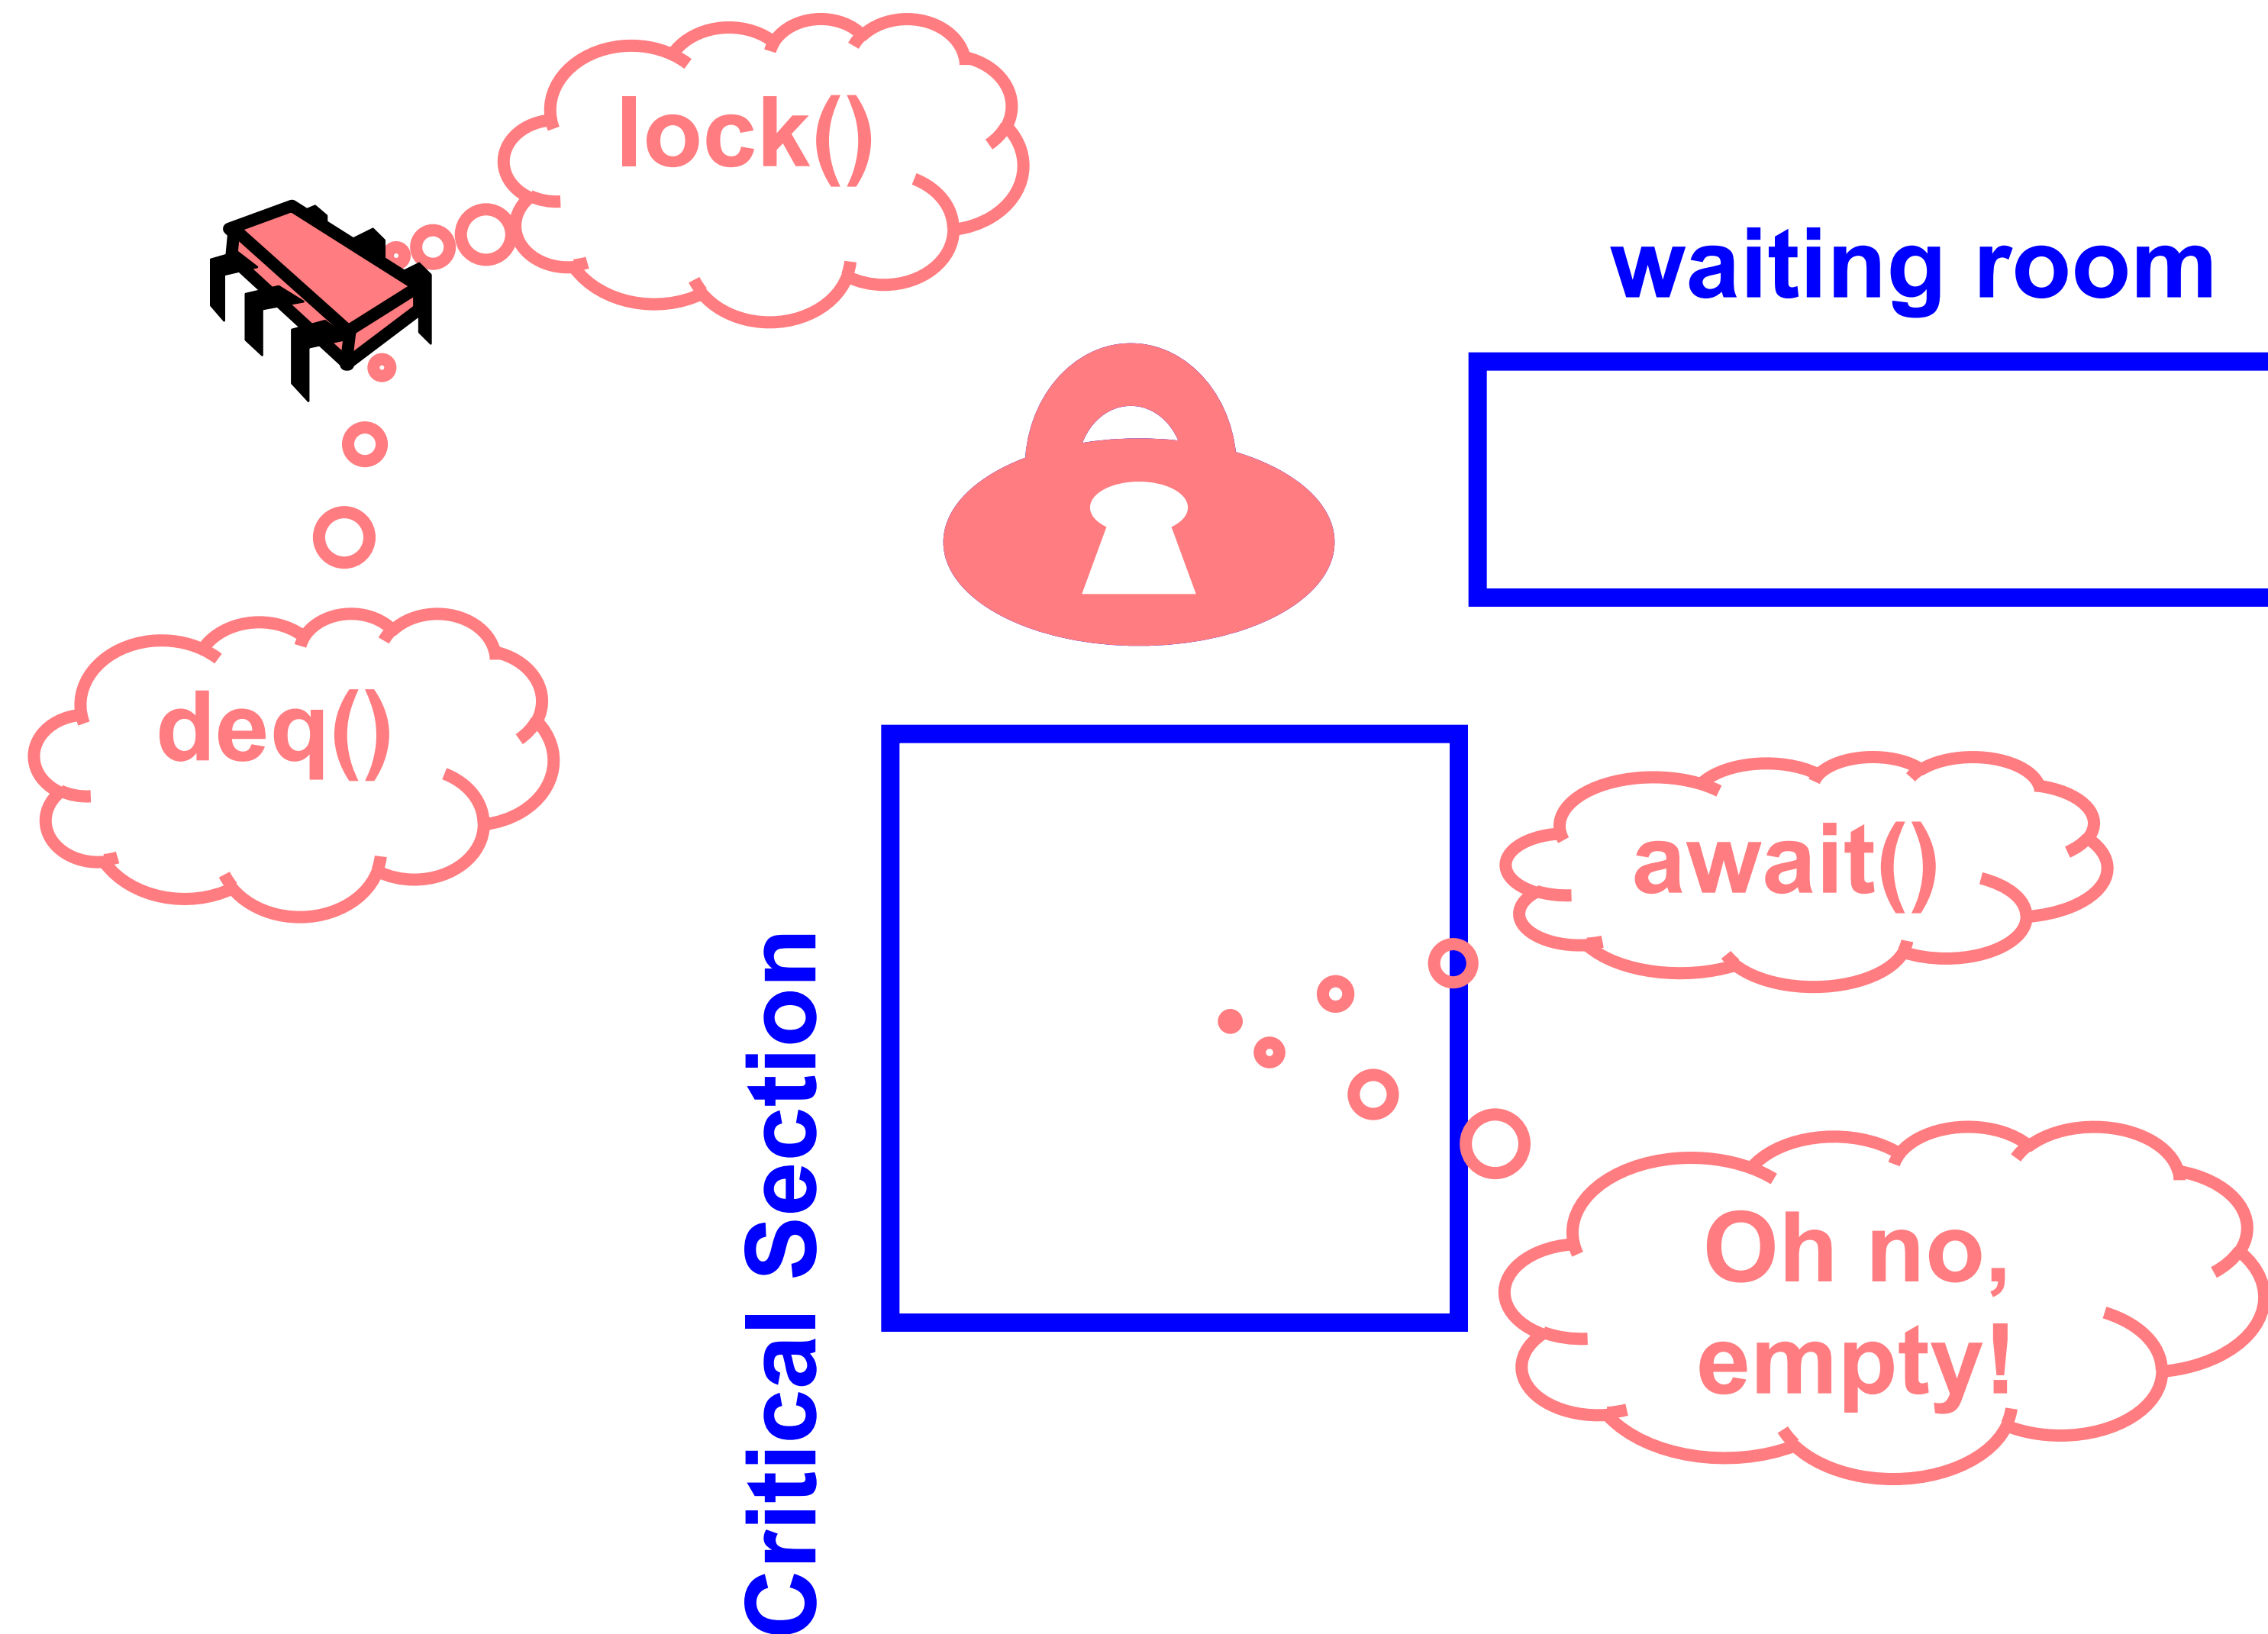 lock()
waiting room
deq()
await()
Critical Section
Oh no,
empty!